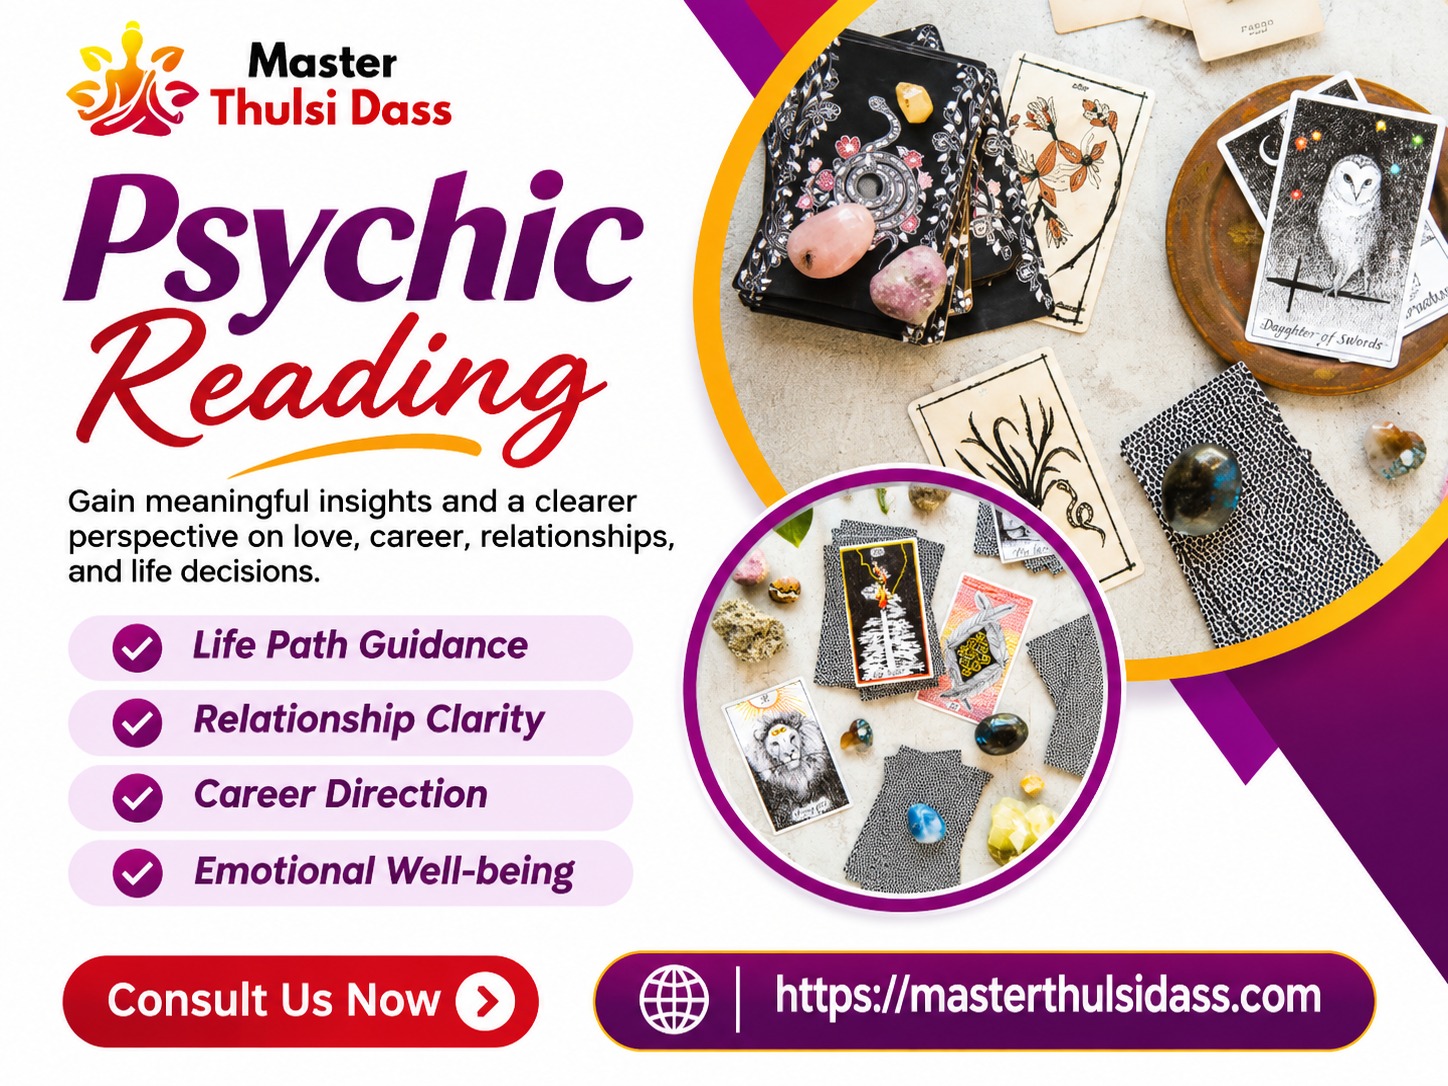 Master
Thulsi Dass
Psychic
Reading
Gain meaningful insights and a clearer
perspective on love, career, relationships,
and life decisions.
Life Path Guidance
Relationship Clarity
Career Direction
Emotional Well-being
Consult Us Now
https://masterthulsidass.com
Daughter of Swords